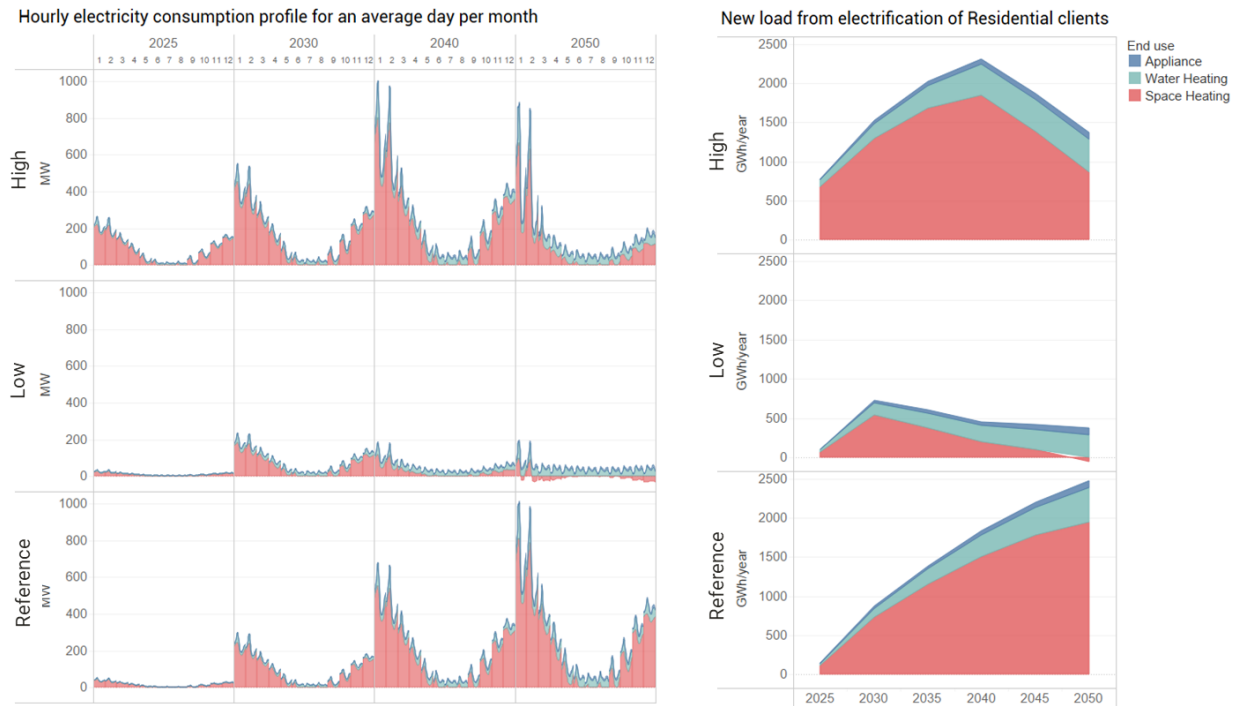 Hourly electricity consumption profile for an average day per month
2025 2030 2040 2050
1 2 3 4 5 6 7 8 9 10 11 12 1 2 3 4 5 6 7 8 9 10 11 12 1 2 3 4 5 6 7 8 9 10 11 12 1 2 3 4 5 6 7 8 9 10 11 12
High
MW
1000
800
600
400
200
0
Low
MW
1000
800
600
400
200
0
Reference
MW
1000
800
600
400
200
0
New load from electrification of Residential clients
High
GWh/year
2500
2000
1500
1000
500
0
Low
GWh/year
2500
2000
1500
1000
500
0
Reference
GWh/year
2500
2000
1500
1000
500
0
2025 2030 2035 2040 2045 2050
End use
Appliance
Water Heating
Space Heating